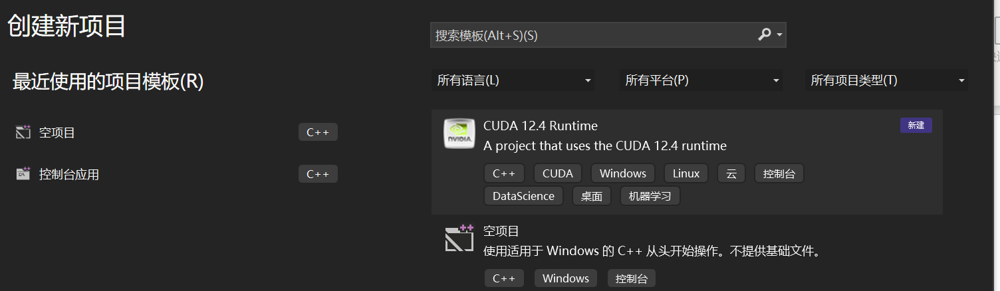 创建新项目
搜索模板(Alt+S)(S)
最近使用的项目模板(R)
所有语言(L)
所有平台(P)
所有项目类型(T)
空项目
C++
控制台应用
C++
NVIDIA.
CUDA 12.4 Runtime
新建
A project that uses the CUDA 12.4 runtime
C++ CUDA Windows Linux 云 控制台
DataScience 桌面 机器学习
空项目
使用适用于 Windows 的 C++ 从头开始操作。不提供基础文件。
C++ Windows 控制台